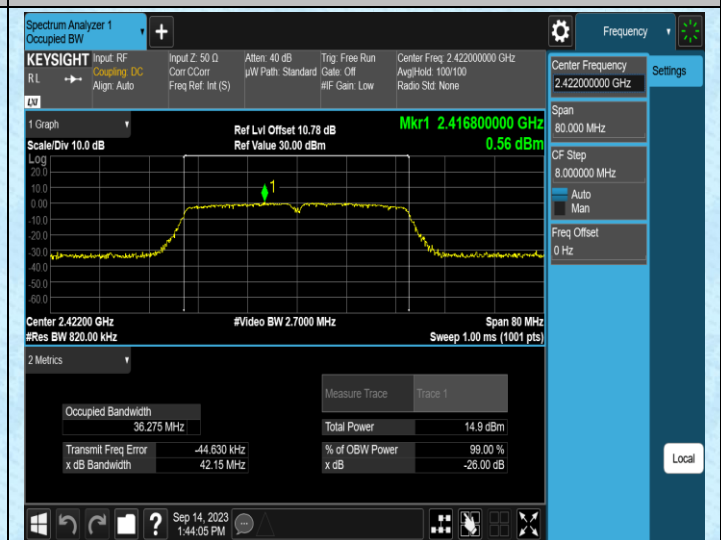 Spectrum Analyzer 1
Occupied BW
+
Frequency
KEYSIGHT
R L
LXI
Input: RF
Coupling: DC
Align: Auto
Input Z: 50 Ω
Corr CCorr
Freq Ref: Int (S)
Atten: 40 dB
µW Path: Standard
Trig: Free Run
Gate: Off
#IF Gain: Low
Center Freq: 2.422000000 GHz
Avg|Hold: 100/100
Radio Std: None
Center Frequency
2.422000000 GHz
Settings
Span
80.000 MHz
CF Step
8.000000 MHz
Auto
Man
Freq Offset
0 Hz
Local
1 Graph
Scale/Div 10.0 dB
Ref Lvl Offset 10.78 dB
Ref Value 30.00 dBm
Mkr1 2.416800000 GHz
0.56 dBm
Log
20.0
10.0
0.00
-10.0
-20.0
-30.0
-40.0
-50.0
-60.0
1
Center 2.42200 GHz
#Video BW 2.7000 MHz
Span 80 MHz
#Res BW 820.00 kHz
Sweep 1.00 ms (1001 pts)
2 Metrics
Measure Trace
Trace 1
Occupied Bandwidth
36.275 MHz
Total Power
14.9 dBm
Transmit Freq Error
-44.630 kHz
% of OBW Power
99.00 %
x dB Bandwidth
42.15 MHz
x dB
-26.00 dB
?
Sep 14, 2023
1:44:05 PM